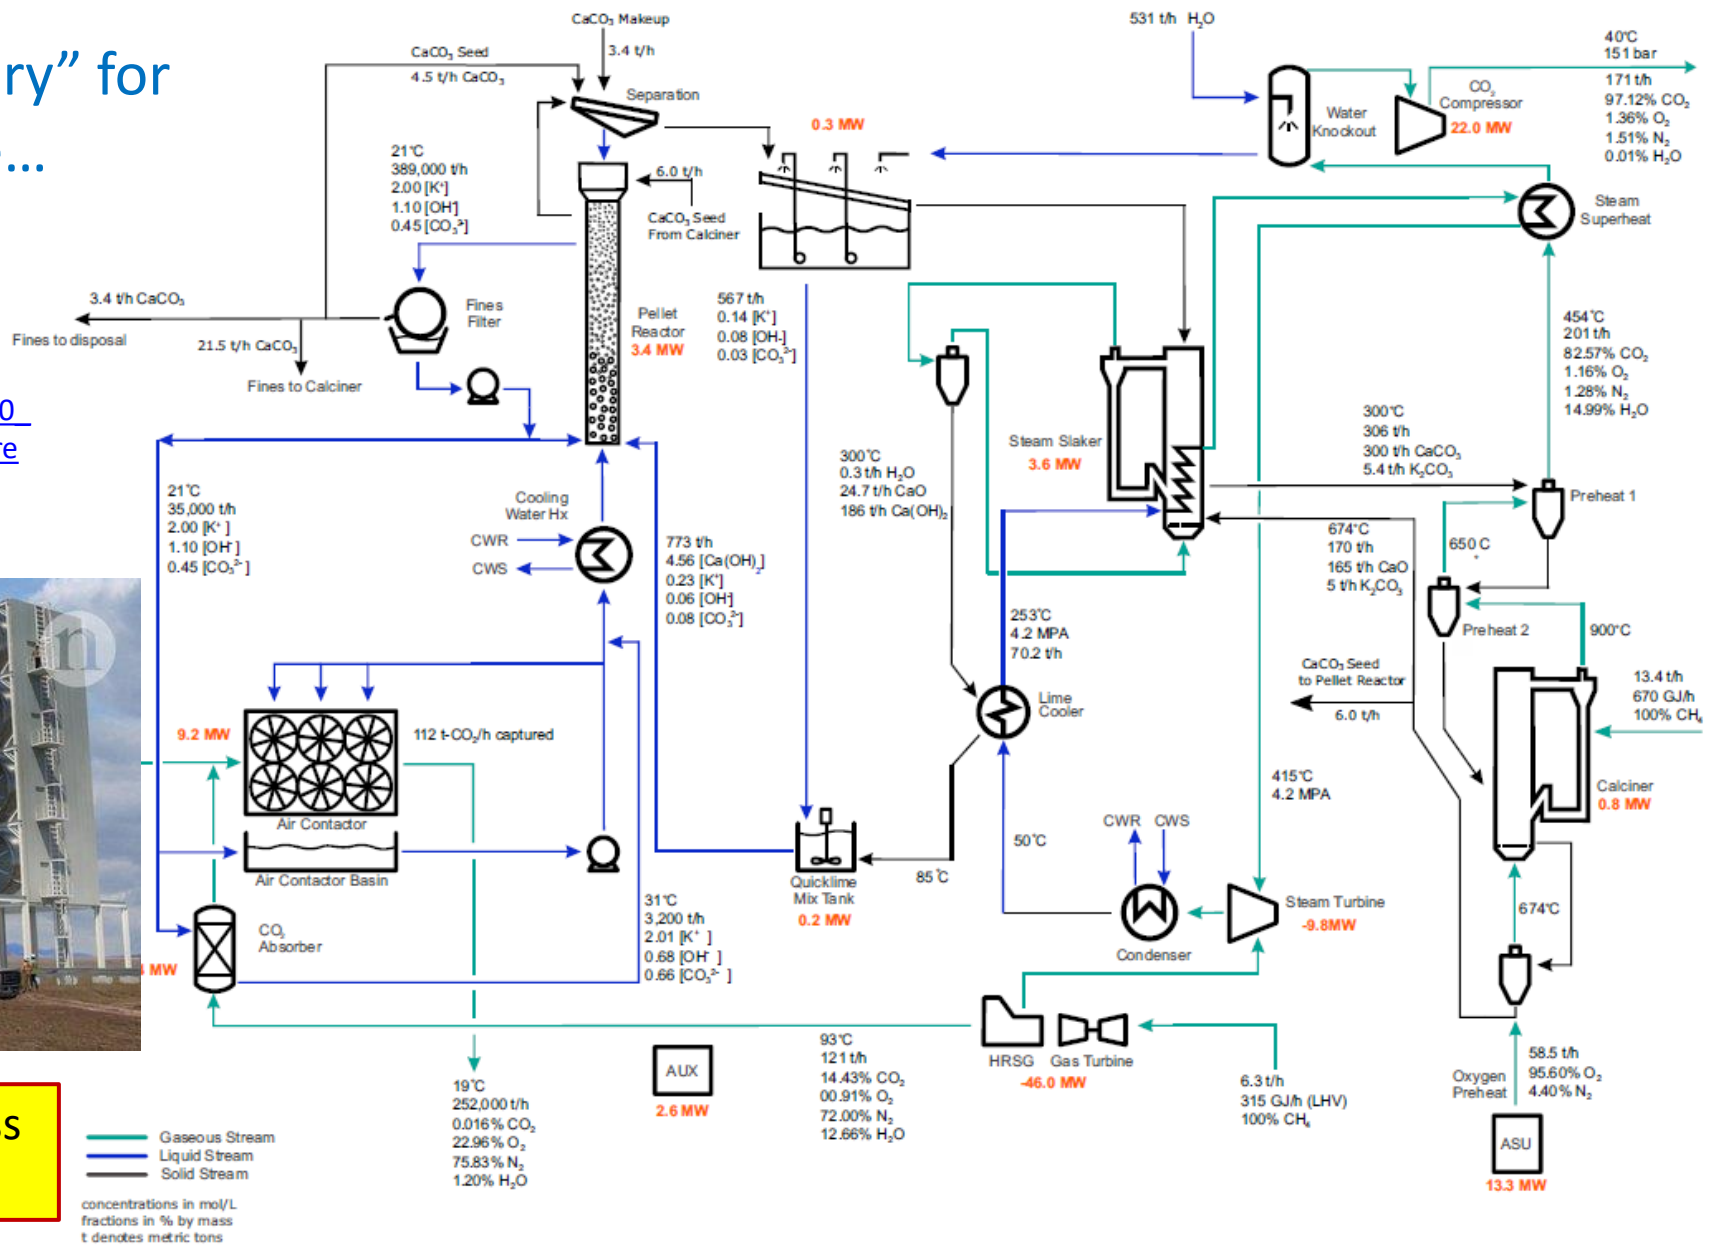 ry” for
...
0_
re
ss
CaCO₃ Makeup
3.4 t/h
CaCO₃ Seed
4.5 t/h CaCO₃
Separation
531 t/h H₂O
40°C
151 bar
171 t/h
97.12% CO₂
1.36% O₂
1.51% N₂
0.01% H₂O
CO₂
Compressor
22.0 MW
Water
Knockout
0.3 MW
21°C
389,000 t/h
2.00 [K⁺]
1.10 [OH⁻]
0.45 [CO₃²⁻]
6.0 t/h
CaCO₃ Seed
From Calciner
Steam
Superheat
3.4 t/h CaCO₃
Fines to disposal
21.5 t/h CaCO₃
Fines to Calciner
Fines
Filter
Pellet
Reactor
3.4 MW
567 t/h
0.14 [K⁺]
0.08 [OH-]
0.03 [CO₃²⁻]
454°C
201 t/h
82.57% CO₂
1.16% O₂
1.28% N₂
14.99% H₂O
Steam Slaker
3.6 MW
300°C
306 t/h
300 t/h CaCO₃
5.4 t/h K₂CO₃
300°C
0.3 t/h H₂O
24.7 t/h CaO
186 t/h Ca(OH)₂
Preheat 1
21°C
35,000 t/h
2.00 [K⁺ ]
1.10 [OH⁻]
0.45 [CO₃²⁻ ]
Cooling
Water Hx
CWR
CWS
773 t/h
4.56 [Ca(OH)₂]
0.23 [K⁺]
0.06 [OH⁻]
0.08 [CO₃²⁻]
674°C
170 t/h
165 t/h CaO
5 t/h K₂CO₃
650 C
°
Preheat 2
900°C
253°C
4.2 MPA
70.2 t/h
n
CaCO₃ Seed
to Pellet Reactor
6.0 t/h
13.4 t/h
670 GJ/h
100% CH₄
Lime
Cooler
9.2 MW
112 t-CO₂/h captured
Air Contactor
Air Contactor Basin
415°C
4.2 MPA
Calciner
0.8 MW
CWR CWS
50°C
85°C
Quicklime
Mix Tank
0.2 MW
Steam Turbine
-9.8MW
Condenser
674°C
CO₂
Absorber
MW
31°C
3,200 t/h
2.01 [K⁺ ]
0.68 [OH⁻ ]
0.66 [CO₃²⁻ ]
HRSG Gas Turbine
-46.0 MW
93°C
121 t/h
14.43% CO₂
00.91% O₂
72.00% N₂
12.66% H₂O
AUX
2.6 MW
6.3 t/h
315 GJ/h (LHV)
100% CH₄
Oxygen
Preheat
58.5 t/h
95.60% O₂
4.40% N₂
ASU
13.3 MW
19°C
252,000 t/h
0.016% CO₂
22.96% O₂
75.83% N₂
1.20% H₂O
Gaseous Stream
Liquid Stream
Solid Stream
concentrations in mol/L
fractions in % by mass
t denotes metric tons